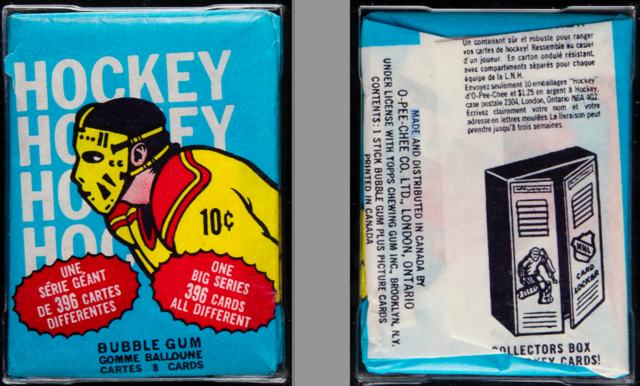 HOCKEY
HOCKEY
HO
HOC
10¢
UNE
SÉRIE GÉANT
DE 396 CARTES
DIFFERENTES
ONE
BIG SERIES
396 CARDS
ALL DIFFERENT
BUBBLE GUM
GOMME BALLOUNE
CARTES 8 CARDS
Un contenant sûr et robuste pour ranger
vos cartes de hockey! Ressemble au casier
d'un joueur. En carton ondulé résistant,
avec compartiments séparés pour chaque
équipe de la L.N.H.
Envoyez seulement 10 emballages "Hockey"
d'O-Pee-Chee et $1.25 en argent à Hockey,
case postale 2304, London, Ontario N6A 4G2.
Ecrivez clairement votre nom et votre
adresse en lettres moulées. La livraison peut
prendre jusqu'à trois semaines.
MADE AND DISTRIBUTED IN CANADA BY
O-PEE-CHEE CO. LTD., LONDON, ONTARIO
UNDER LICENSE WITH TOPPS CHEWING GUM INC., BROOKLYN, N.Y.
CONTENTS: 1 STICK BUBBLE GUM PLUS PICTURE CARDS
PRINTED IN CANADA
NHL
CARD
LOCKER
COLLECTORS BOX
KEY CARDS!